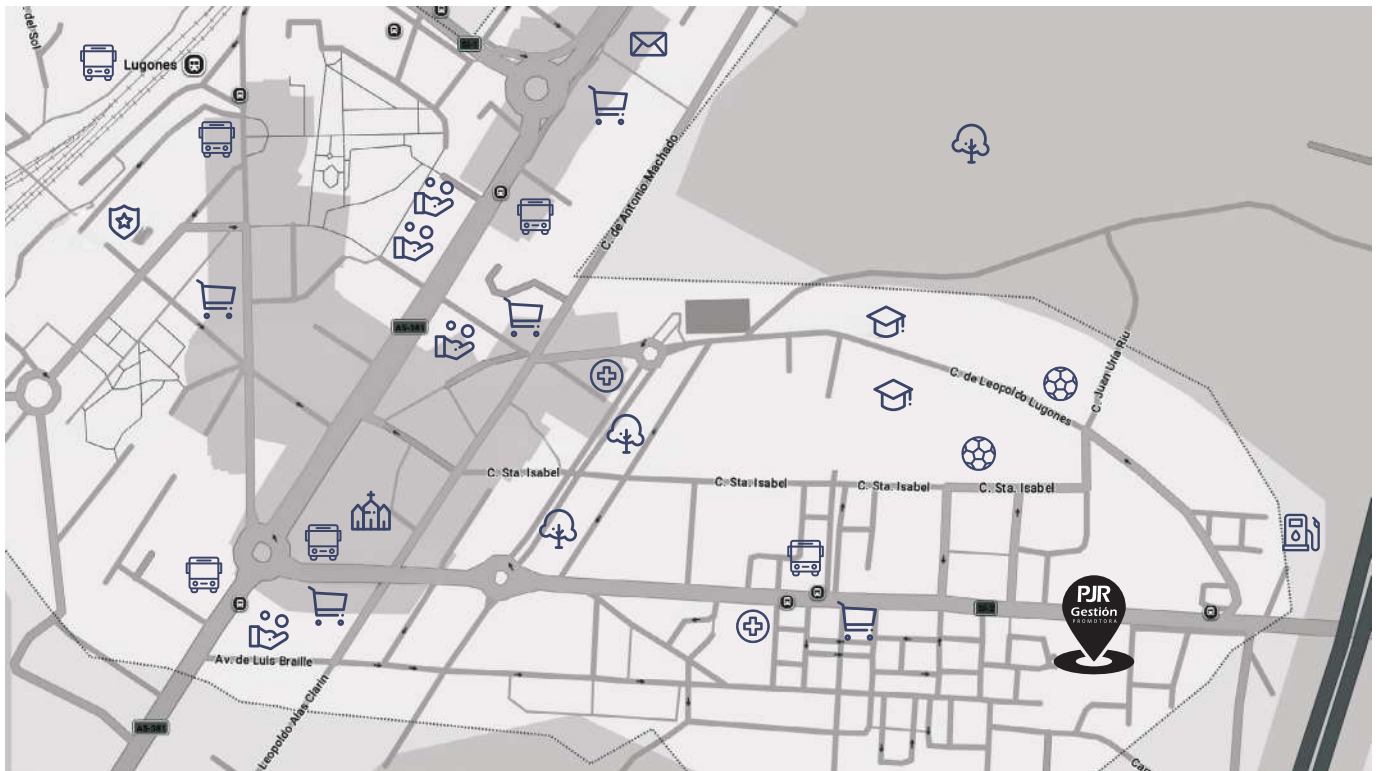 del Sol
Lugones
C. de Antonio Machado
AS-381
C. de Leopoldo Lugones
C. Juan Uría Riu
C. Sta. Isabel
C. Sta. Isabel
C. Sta. Isabel
C. Sta. Isabel
PJR
Gestión
PROMOTORA
Av. de Luis Braille
Leopoldo Alas Clarín
AS-381